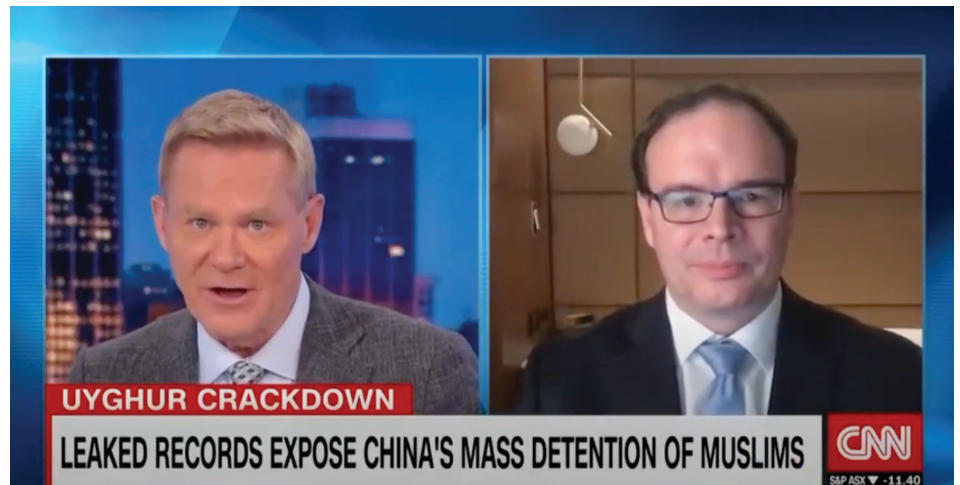 UYGHUR CRACKDOWN
LEAKED RECORDS EXPOSE CHINA'S MASS DETENTION OF MUSLIMS
CNN
S&P ASX ▼ -11.40